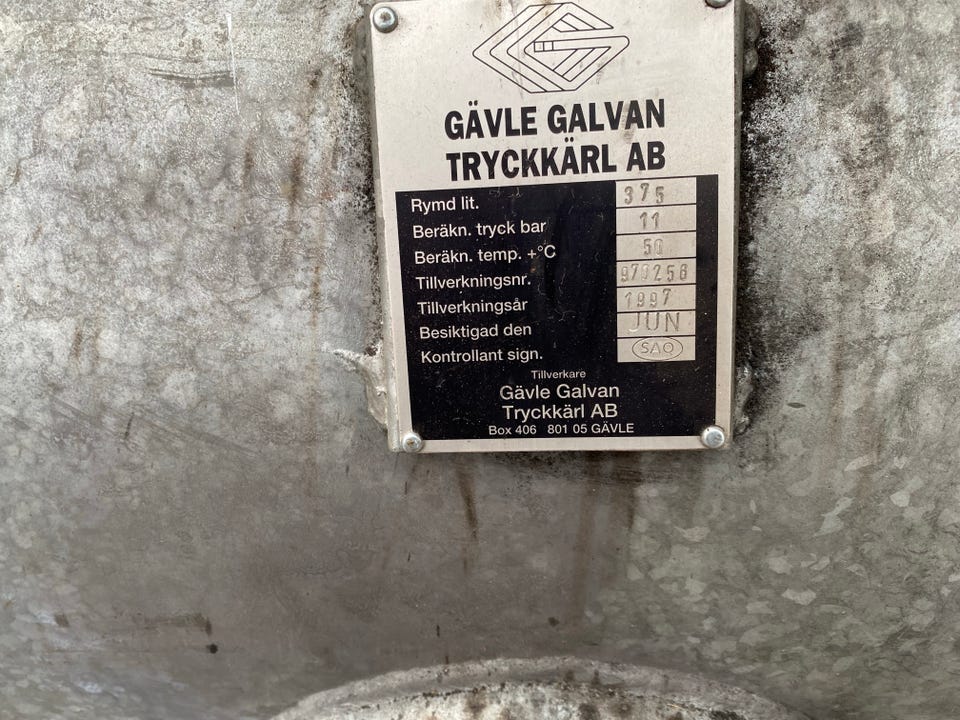 GÄVLE GALVAN
TRYCKKÄRL AB
Rymd lit. 375
Beräkn. tryck bar 11
Beräkn. temp. +°C 50
Tillverkningsnr. 979256
Tillverkningsår 1997
Besiktigad den JUN
Kontrollant sign. SAQ
Tillverkare
Gävle Galvan
Tryckkärl AB
Box 406 801 05 GÄVLE